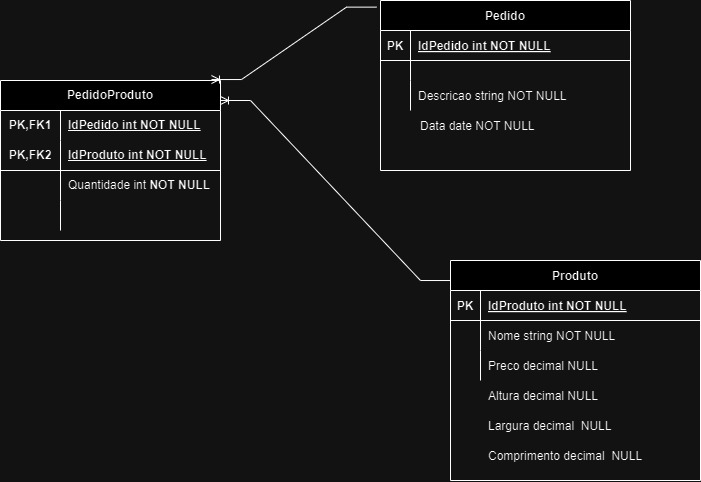 Pedido
PK IdPedido int NOT NULL
Descricao string NOT NULL
Data date NOT NULL
PedidoProduto
PK,FK1 IdPedido int NOT NULL
PK,FK2 IdProduto int NOT NULL
Quantidade int NOT NULL
Produto
PK IdProduto int NOT NULL
Nome string NOT NULL
Preco decimal NULL
Altura decimal NULL
Largura decimal  NULL
Comprimento decimal  NULL